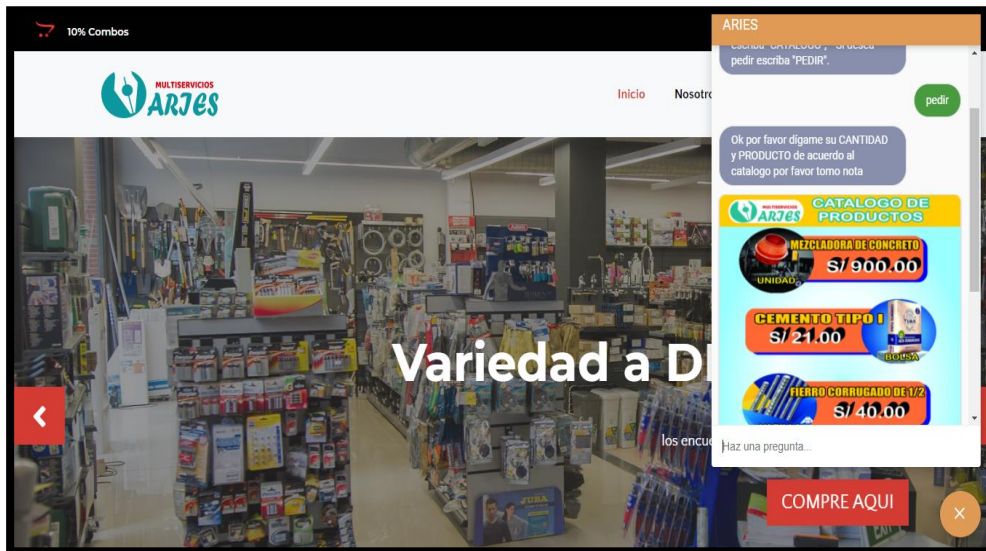 10% Combos
MULTISERVICIOS
ARIES
Inicio Nosotro
Variedad a D
los encue
COMPRE AQUI
ARIES
pedir escriba "PEDIR".
pedir
Ok por favor dígame su CANTIDAD
y PRODUCTO de acuerdo al
catalogo por favor tomo nota
MULTISERVICIOS
ARIES
CATALOGO DE
PRODUCTOS
MEZCLADORA DE CONCRETO
S/ 900.00
UNIDAD
CEMENTO TIPO I
S/ 21.00
BOLSA
FIERRO CORRUGADO DE 1/2
S/ 40.00
Haz una pregunta...